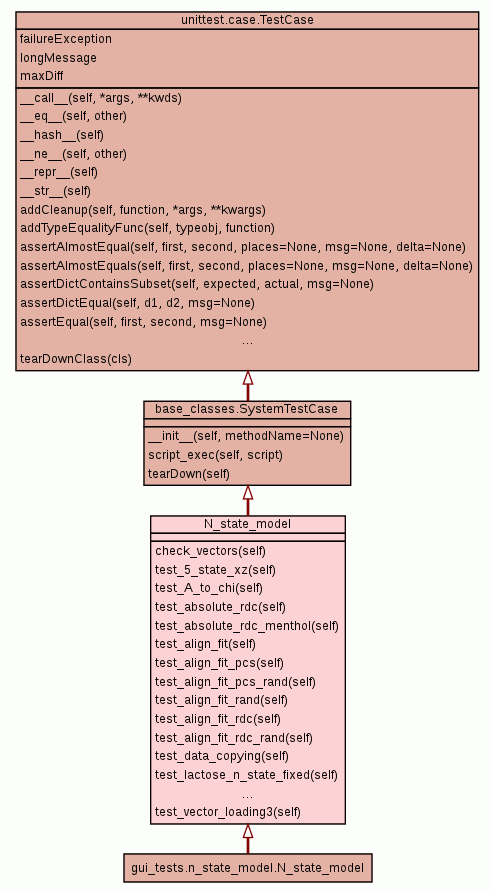 unittest.case.TestCase
failureException
longMessage
maxDiff
__call__(self, *args, **kwds)
__eq__(self, other)
__hash__(self)
__ne__(self, other)
__repr__(self)
__str__(self)
addCleanup(self, function, *args, **kwargs)
addTypeEqualityFunc(self, typeobj, function)
assertAlmostEqual(self, first, second, places=None, msg=None, delta=None)
assertAlmostEquals(self, first, second, places=None, msg=None, delta=None)
assertDictContainsSubset(self, expected, actual, msg=None)
assertDictEqual(self, d1, d2, msg=None)
assertEqual(self, first, second, msg=None)
...
tearDownClass(cls)
base_classes.SystemTestCase
__init__(self, methodName=None)
script_exec(self, script)
tearDown(self)
N_state_model
check_vectors(self)
test_5_state_xz(self)
test_A_to_chi(self)
test_absolute_rdc(self)
test_absolute_rdc_menthol(self)
test_align_fit(self)
test_align_fit_pcs(self)
test_align_fit_pcs_rand(self)
test_align_fit_rand(self)
test_align_fit_rdc(self)
test_align_fit_rdc_rand(self)
test_data_copying(self)
test_lactose_n_state_fixed(self)
...
test_vector_loading3(self)
gui_tests.n_state_model.N_state_model